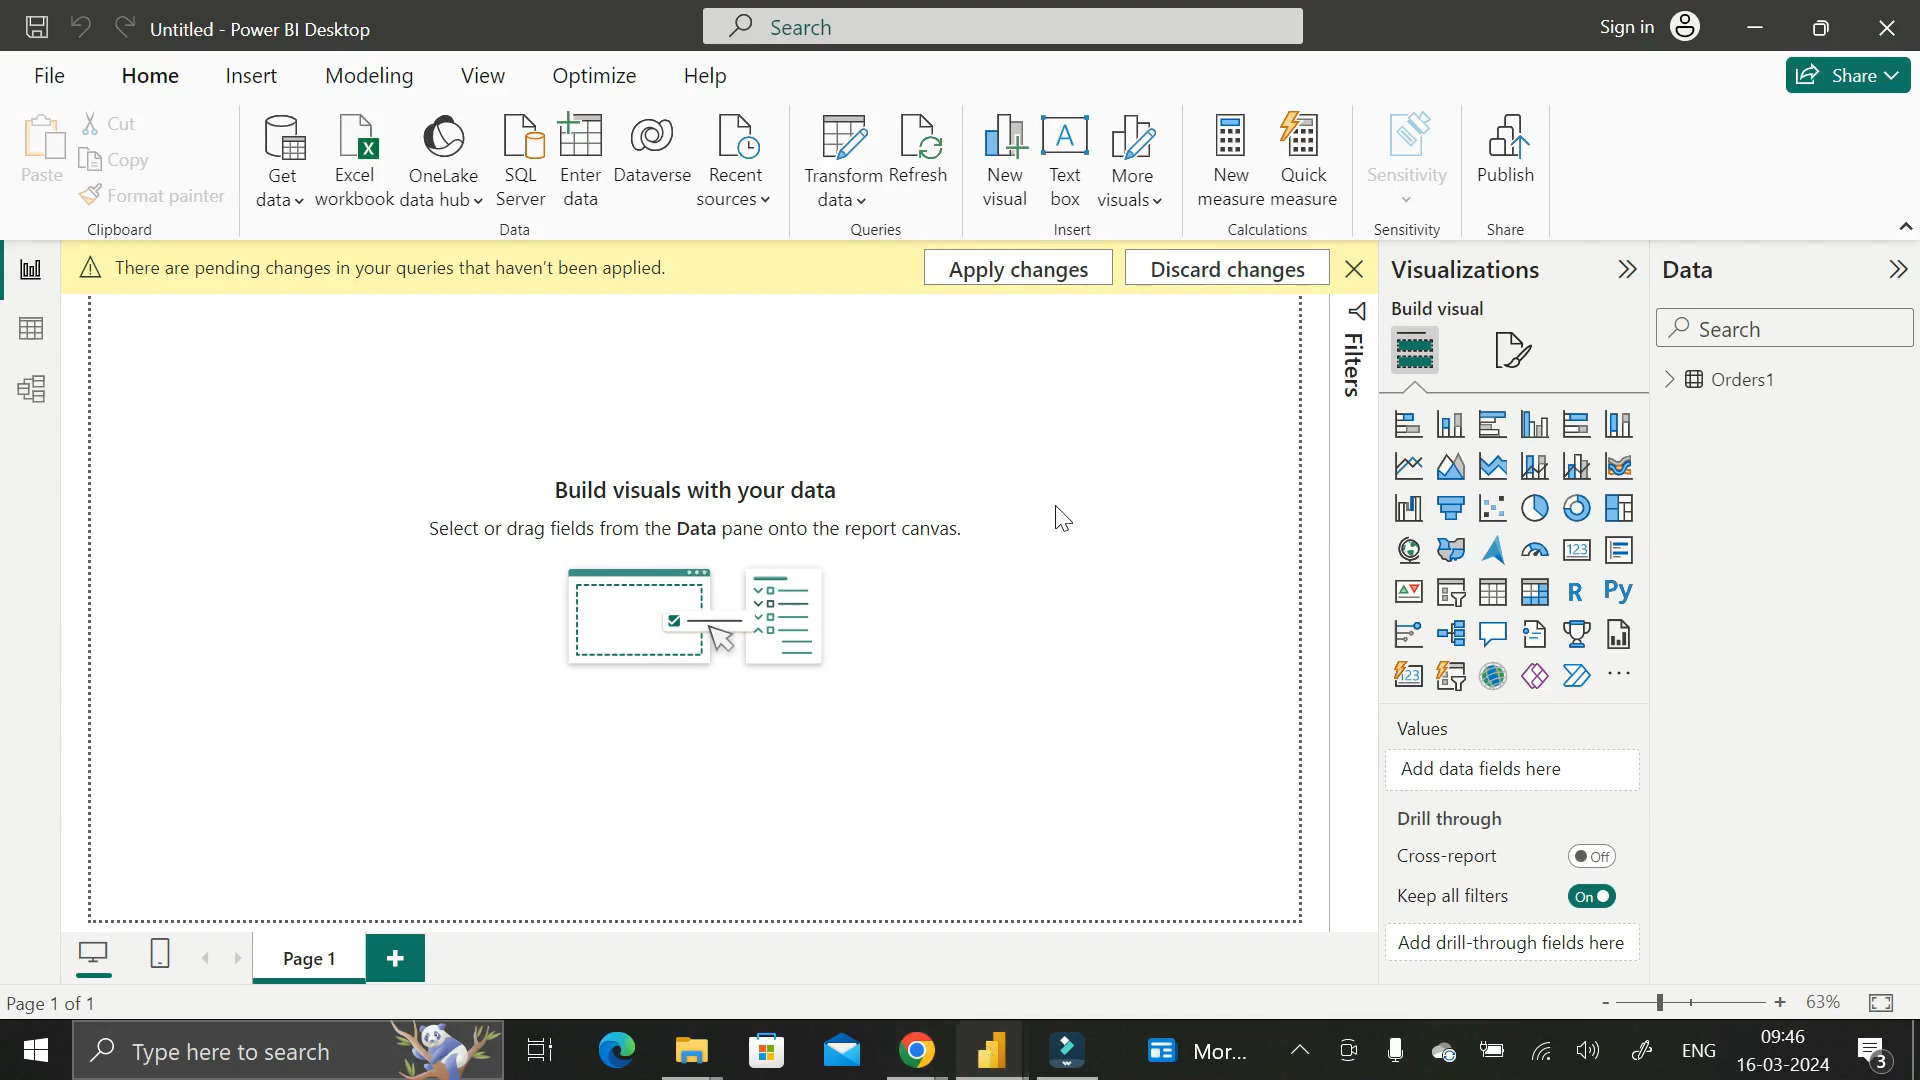 Untitled - Power BI Desktop
Search
Sign in
File
Home
Insert
Modeling
View
Optimize
Help
Share
Paste
Cut
Copy
Format painter
Clipboard
Get
data
Excel
workbook
OneLake
data hub
SQL
Server
Enter
data
Dataverse
Recent
sources
Data
Transform
data
Refresh
Queries
New
visual
A
Text
box
More
visuals
Insert
New
measure
Quick
measure
Calculations
Sensitivity
Sensitivity
Publish
Share
There are pending changes in your queries that haven't been applied.
Apply changes
Discard changes
Filters
Visualizations
Build visual
Data
Search
Orders1
Build visuals with your data
Select or drag fields from the Data pane onto the report canvas.
123
R
Py
123
Values
Add data fields here
Drill through
Cross-report
Off
Keep all filters
On
Add drill-through fields here
Page 1
Page 1 of 1
63%
Type here to search
Mor...
ENG
09:46
16-03-2024
3